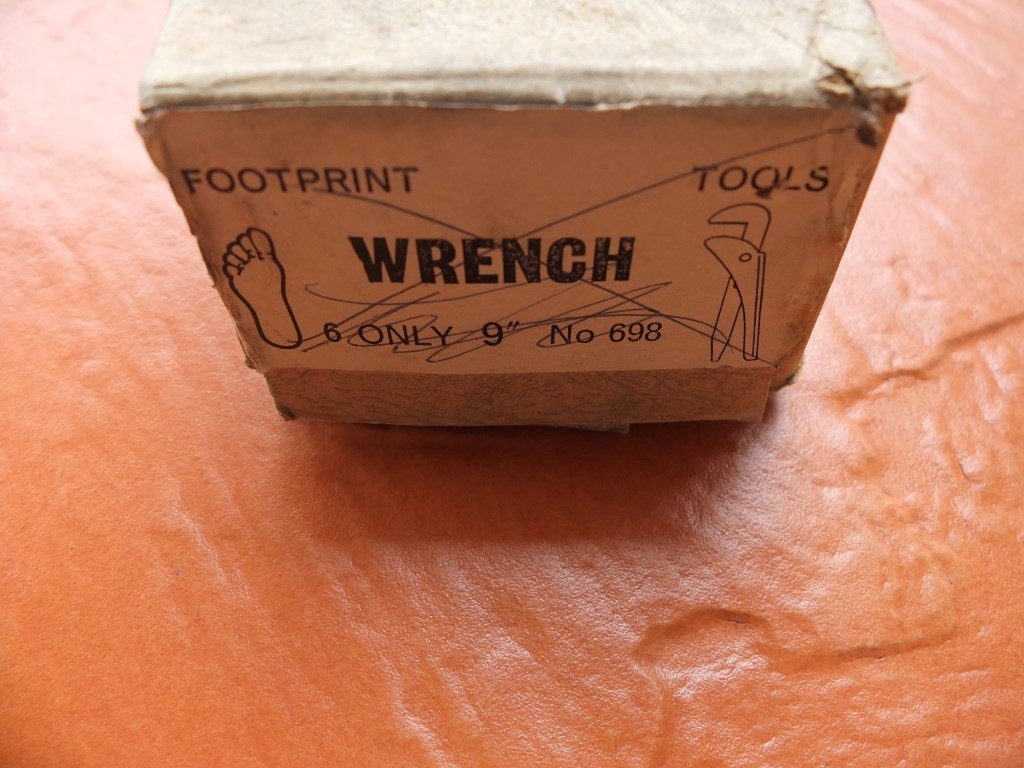 FOOTPRINT TOOLS
WRENCH
6 ONLY 9" No 698